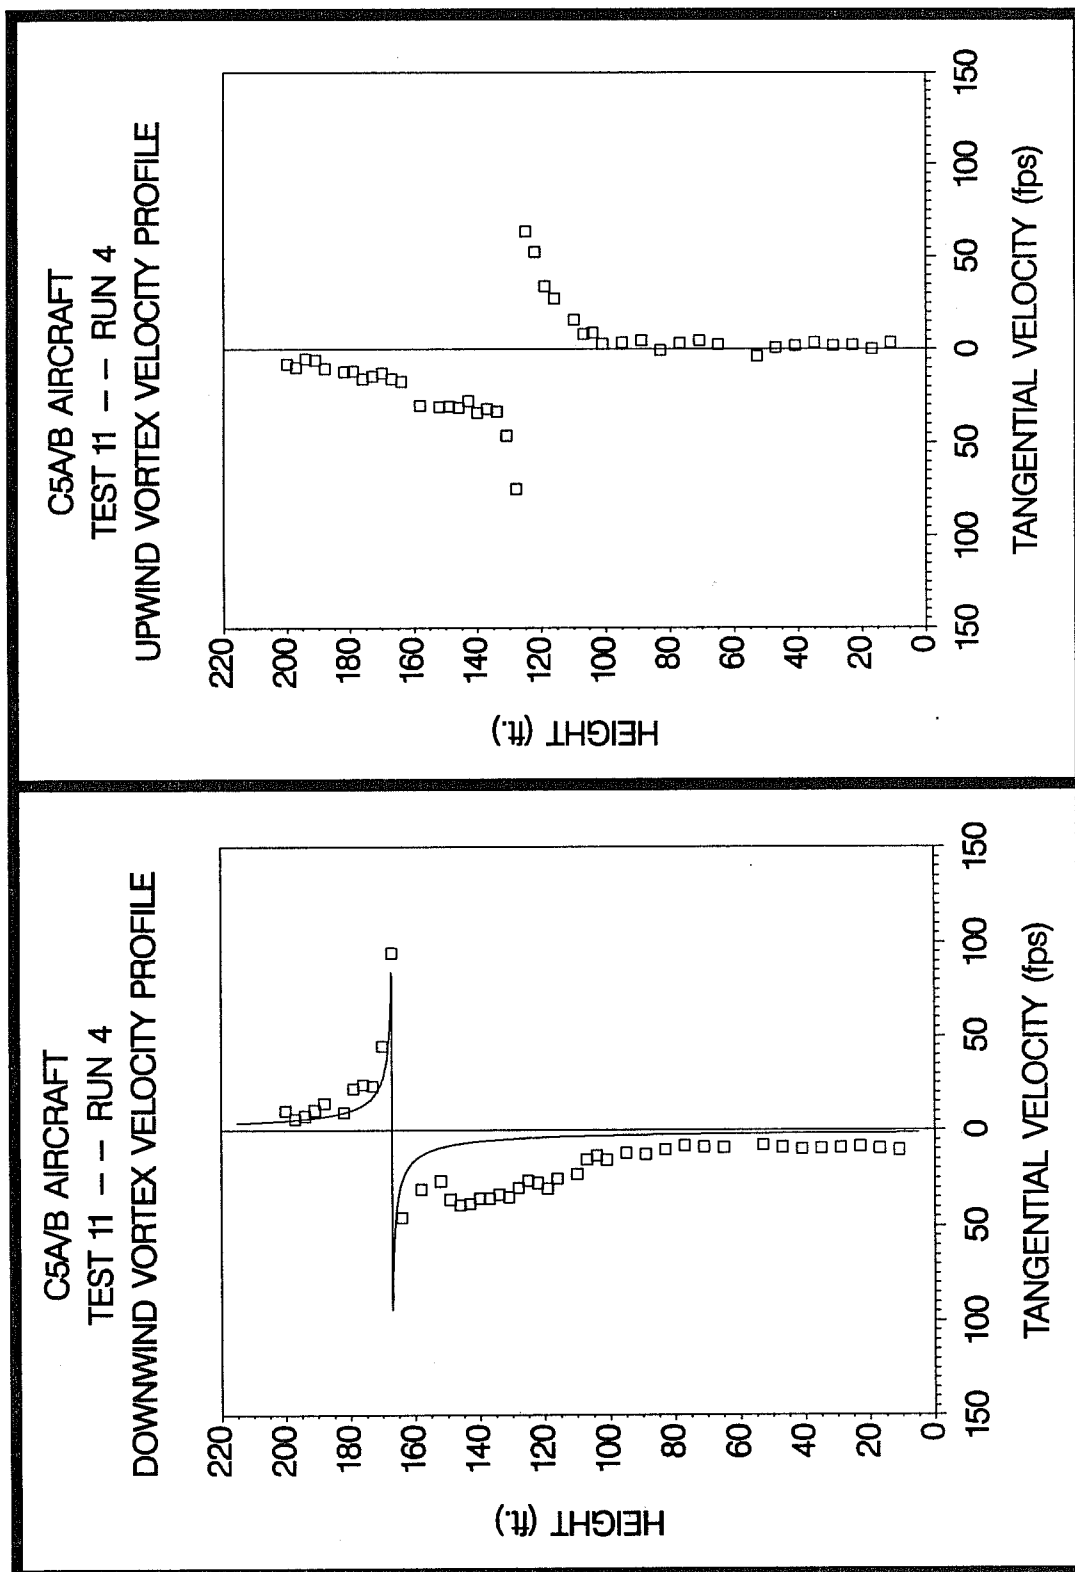 C5A/B AIRCRAFT
TEST 11 -- RUN 4
DOWNWIND VORTEX VELOCITY PROFILE
HEIGHT (ft.)
220
200
180
160
140
120
100
80
60
40
20
0
150 100 50 0 50 100 150
TANGENTIAL VELOCITY (fps)
C5A/B AIRCRAFT
TEST 11 -- RUN 4
UPWIND VORTEX VELOCITY PROFILE
HEIGHT (ft.)
220
200
180
160
140
120
100
80
60
40
20
0
150 100 50 0 50 100 150
TANGENTIAL VELOCITY (fps)